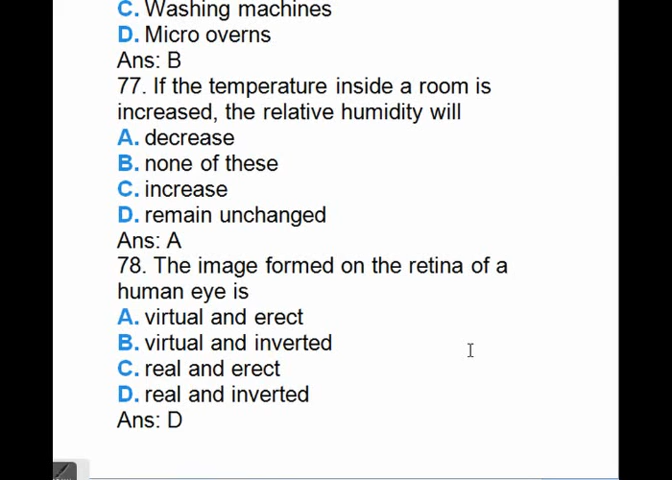 C. Washing machines
D. Micro overns
Ans: B
77. If the temperature inside a room is
increased, the relative humidity will
A. decrease
B. none of these
C. increase
D. remain unchanged
Ans: A
78. The image formed on the retina of a
human eye is
A. virtual and erect
B. virtual and inverted
C. real and erect
D. real and inverted
Ans: D